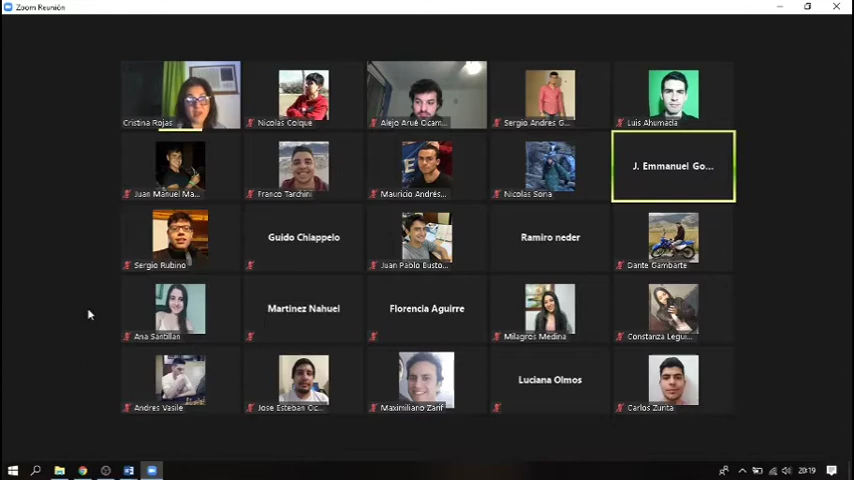 Zoom Reunión
Cristina Rojas
Nicolas Colque
Alejo Arué Ocam...
Sergio Andres G...
Luis Ahumada
Juan Manuel Ma...
Franco Tarchini
Mauricio Andrés...
Nicolas Soria
J. Emmanuel Go...
Sergio Rubino
Guido Chiappelo
Juan Pablo Busto...
Ramiro neder
Dante Gambarte
Ana Santillan
Martinez Nahuel
Florencia Aguirre
Milagros Medina
Constanza Legui...
Andres Vasile
Jose Esteban Oc...
Maximiliano Zarif
Luciana Olmos
Carlos Zurita
20:19